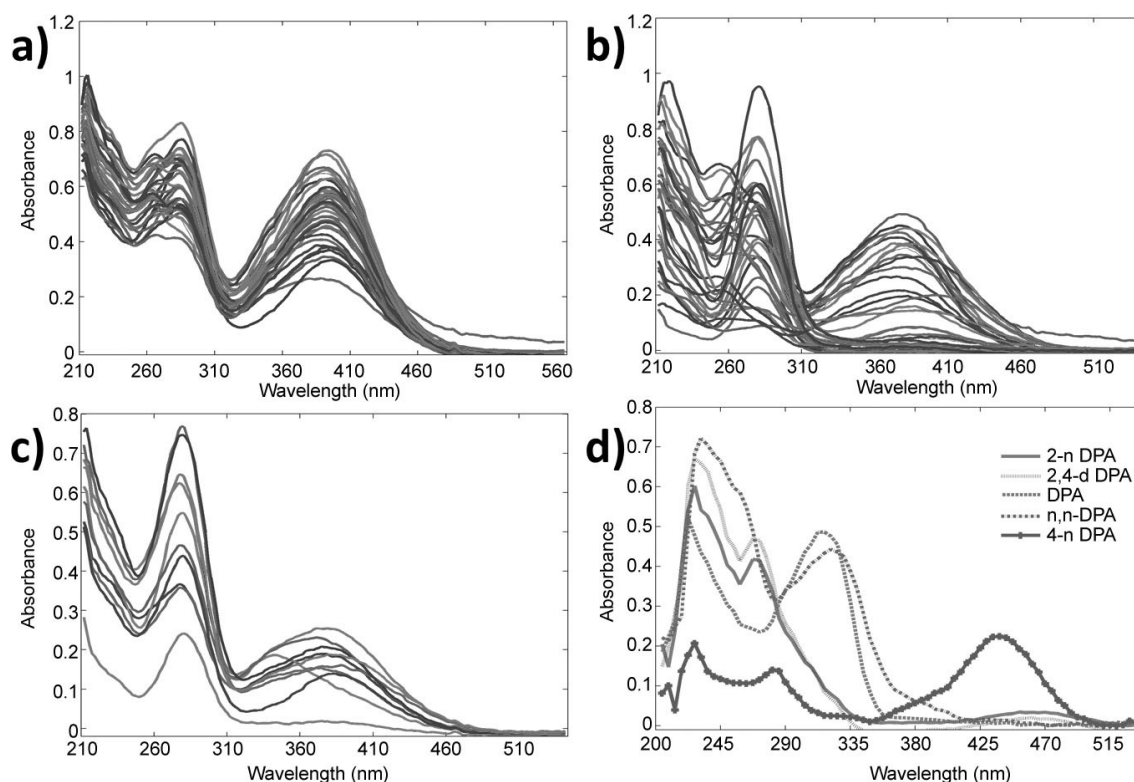 a)
1.2
1
0.8
0.6
0.4
0.2
0
Absorbance
210 260 310 360 410 460 510 560
Wavelength (nm)
b)
1.2
1
0.8
0.6
0.4
0.2
0
Absorbance
210 260 310 360 410 460 510
Wavelength (nm)
c)
0.8
0.7
0.6
0.5
0.4
0.3
0.2
0.1
0
Absorbance
210 260 310 360 410 460 510
Wavelength (nm)
d)
0.8
0.7
0.6
0.5
0.4
0.3
0.2
0.1
0
Absorbance
2-n DPA
2,4-d DPA
DPA
n,n-DPA
4-n DPA
200 245 290 335 380 425 470 515
Wavelength (nm)